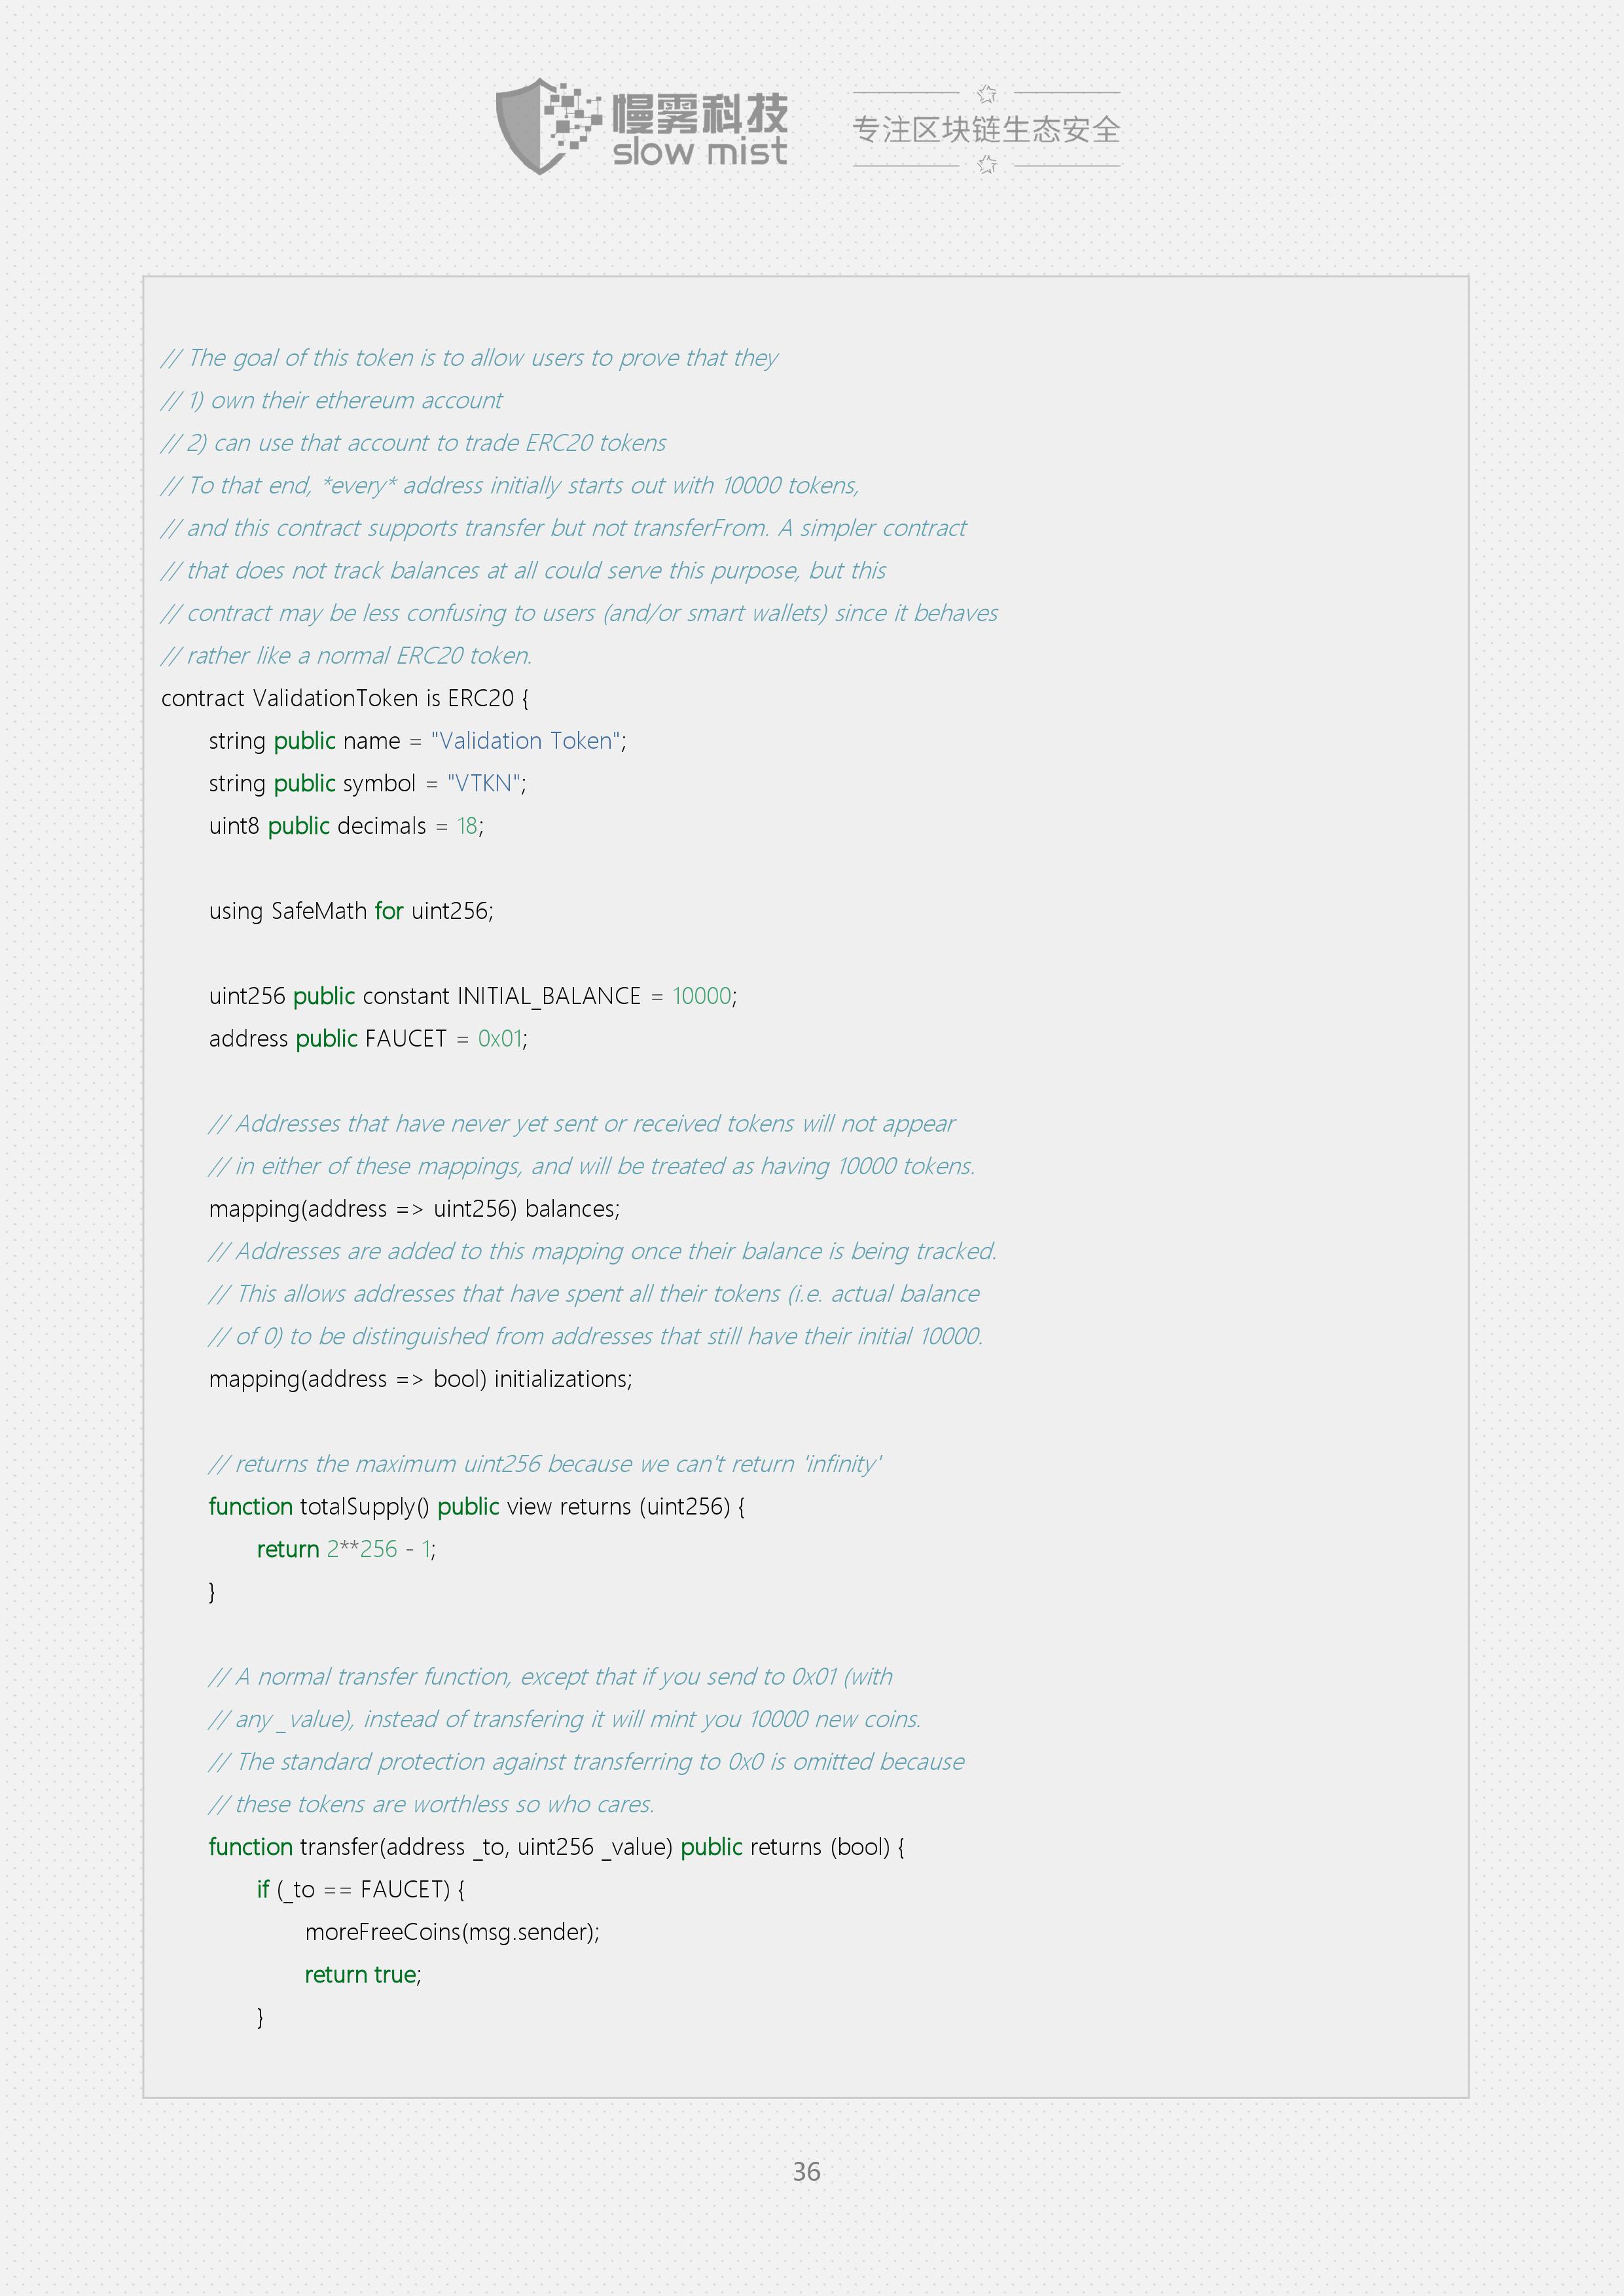 慢雾科技
slow mist
专注区块链生态安全
// The goal of this token is to allow users to prove that they
// 1) own their ethereum account
// 2) can use that account to trade ERC20 tokens
// To that end, *every* address initially starts out with 10000 tokens,
// and this contract supports transfer but not transferFrom. A simpler contract
// that does not track balances at all could serve this purpose, but this
// contract may be less confusing to users (and/or smart wallets) since it behaves
// rather like a normal ERC20 token.
contract ValidationToken is ERC20 {
string public name = "Validation Token";
string public symbol = "VTKN";
uint8 public decimals = 18;
using SafeMath for uint256;
uint256 public constant INITIAL_BALANCE = 10000;
address public FAUCET = 0x01;
// Addresses that have never yet sent or received tokens will not appear
// in either of these mappings, and will be treated as having 10000 tokens.
mapping(address => uint256) balances;
// Addresses are added to this mapping once their balance is being tracked.
// This allows addresses that have spent all their tokens (i.e. actual balance
// of 0) to be distinguished from addresses that still have their initial 10000.
mapping(address => bool) initializations;
// returns the maximum uint256 because we can't return 'infinity'
function totalSupply() public view returns (uint256) {
return 2**256 - 1;
}
// A normal transfer function, except that if you send to 0x01 (with
// any _value), instead of transfering it will mint you 10000 new coins.
// The standard protection against transferring to 0x0 is omitted because
// these tokens are worthless so who cares.
function transfer(address _to, uint256 _value) public returns (bool) {
if (_to == FAUCET) {
moreFreeCoins(msg.sender);
return true;
}
36